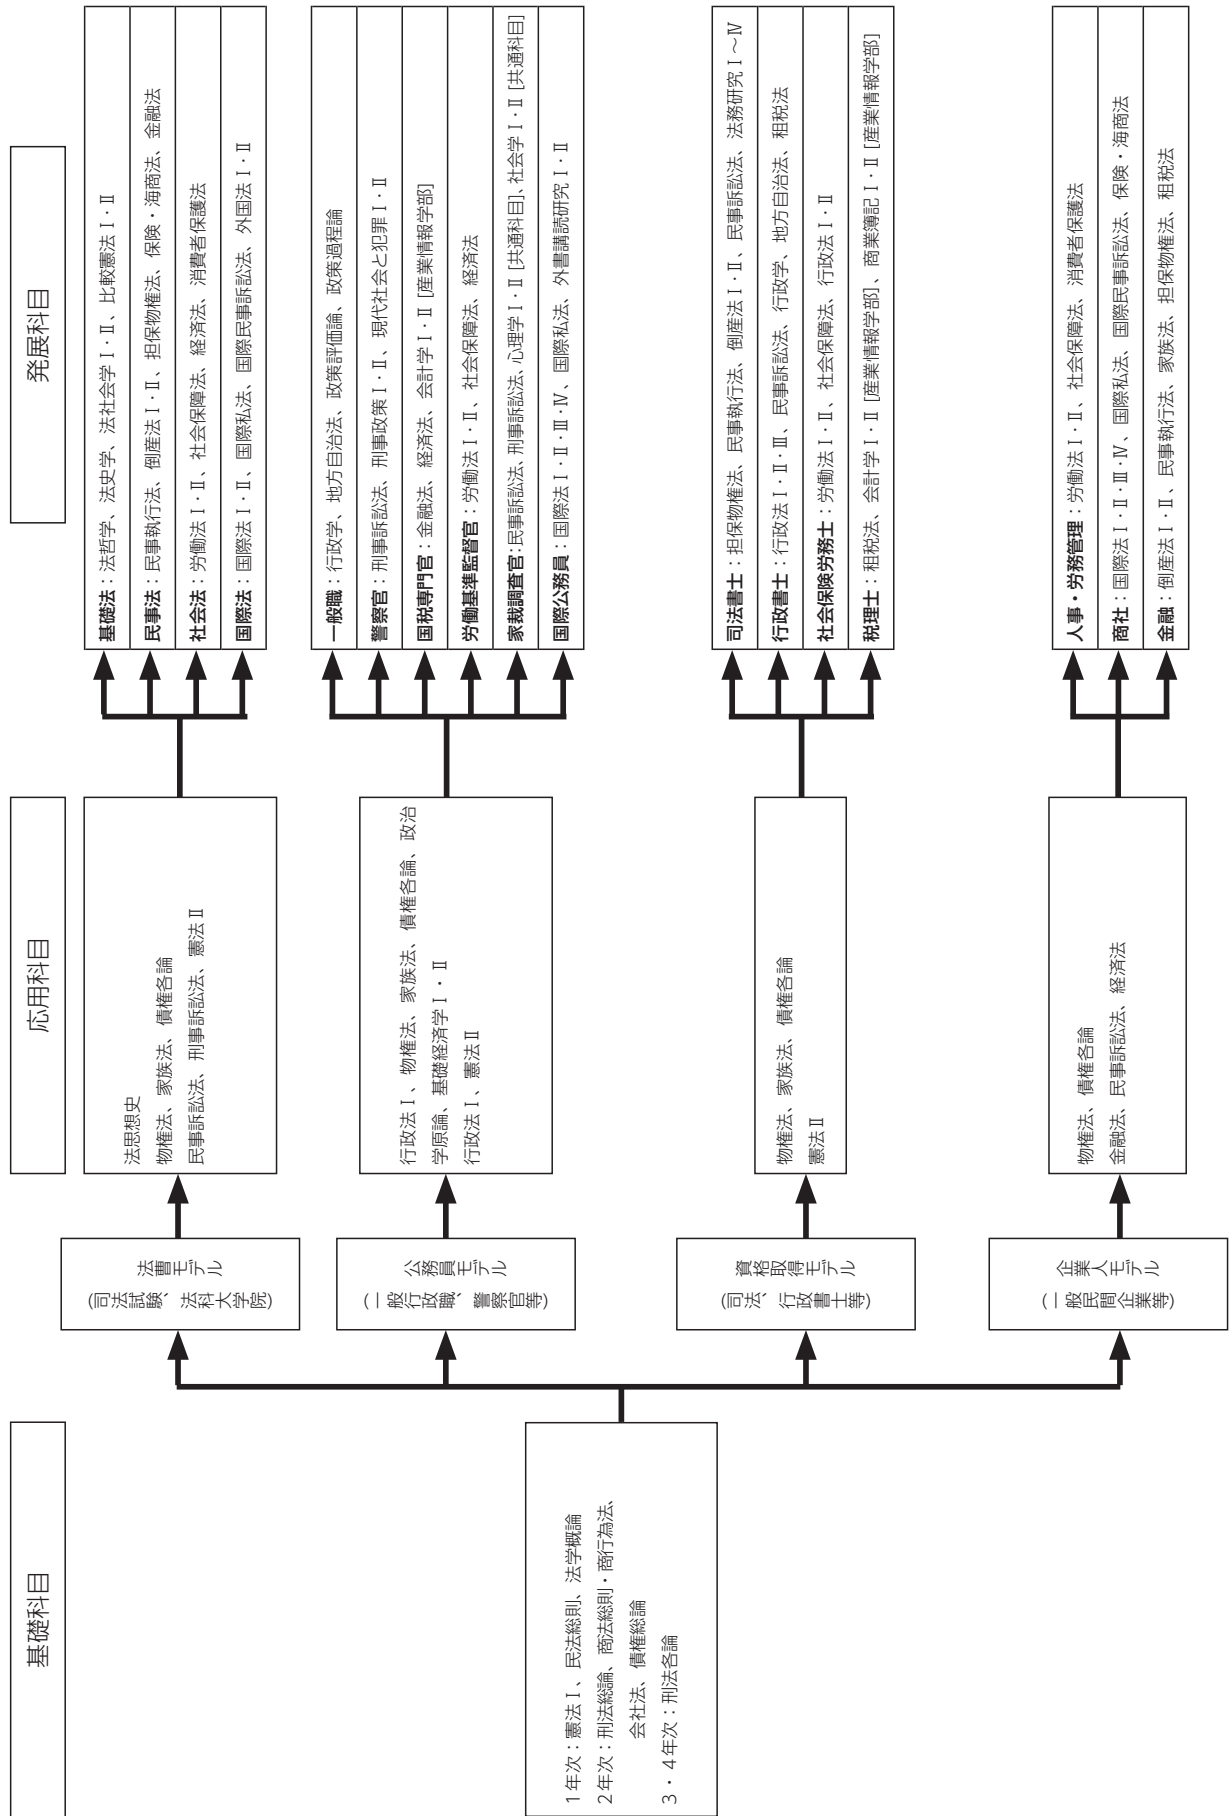 基礎科目
応用科目
発展科目
1年次：憲法Ⅰ、民法総則、法学概論
2年次：刑法総論、商法総則・商行為法、
会社法、債権総論
3・4年次：刑法各論
法曹モデル
(司法試験、法科大学院)
法思想史
物権法、家族法、債権各論
民事訴訟法、刑事訴訟法、憲法Ⅱ
基礎法：法哲学、法史学、法社会学Ⅰ・Ⅱ、比較憲法Ⅰ・Ⅱ
民事法：民事執行法、倒産法Ⅰ・Ⅱ、担保物権法、保険・海商法、金融法
社会法：労働法Ⅰ・Ⅱ、社会保障法、経済法、消費者保護法
国際法：国際法Ⅰ・Ⅱ、国際私法、国際民事訴訟法、外国法Ⅰ・Ⅱ
公務員モデル
(一般行政職、警察官等)
行政法Ⅰ、物権法、家族法、債権各論、政治
学原論、基礎経済学Ⅰ・Ⅱ
行政法Ⅰ、憲法Ⅱ
一般職：行政学、地方自治法、政策評価論、政策過程論
警察官：刑事訴訟法、刑事政策Ⅰ・Ⅱ、現代社会と犯罪Ⅰ・Ⅱ
国税専門官：金融法、経済法、会計学Ⅰ・Ⅱ [産業情報学部]
労働基準監督官：労働法Ⅰ・Ⅱ、社会保障法、経済法
家裁調査官：民事訴訟法、刑事訴訟法、心理学Ⅰ・Ⅱ [共通科目]、社会学Ⅰ・Ⅱ [共通科目]
国際公務員：国際法Ⅰ・Ⅱ・Ⅲ・Ⅳ、国際私法、外書講読研究Ⅰ・Ⅱ
資格取得モデル
(司法、行政書士等)
物権法、家族法、債権各論
憲法Ⅱ
司法書士：担保物権法、民事執行法、倒産法Ⅰ・Ⅱ、民事訴訟法、法務研究Ⅰ～Ⅳ
行政書士：行政法Ⅰ・Ⅱ・Ⅲ、民事訴訟法、行政学、地方自治法、租税法
社会保険労務士：労働法Ⅰ・Ⅱ、社会保障法、行政法Ⅰ・Ⅱ
税理士：租税法、会計学Ⅰ・Ⅱ [産業情報学部]、商業簿記Ⅰ・Ⅱ [産業情報学部]
企業人モデル
(一般民間企業等)
物権法、債権各論
金融法、民事訴訟法、経済法
人事・労務管理：労働法Ⅰ・Ⅱ、社会保障法、消費者保護法
商社：国際法Ⅰ・Ⅱ・Ⅲ・Ⅳ、国際私法、国際民事訴訟法、保険・海商法
金融：倒産法Ⅰ・Ⅱ、民事執行法、家族法、担保物権法、租税法